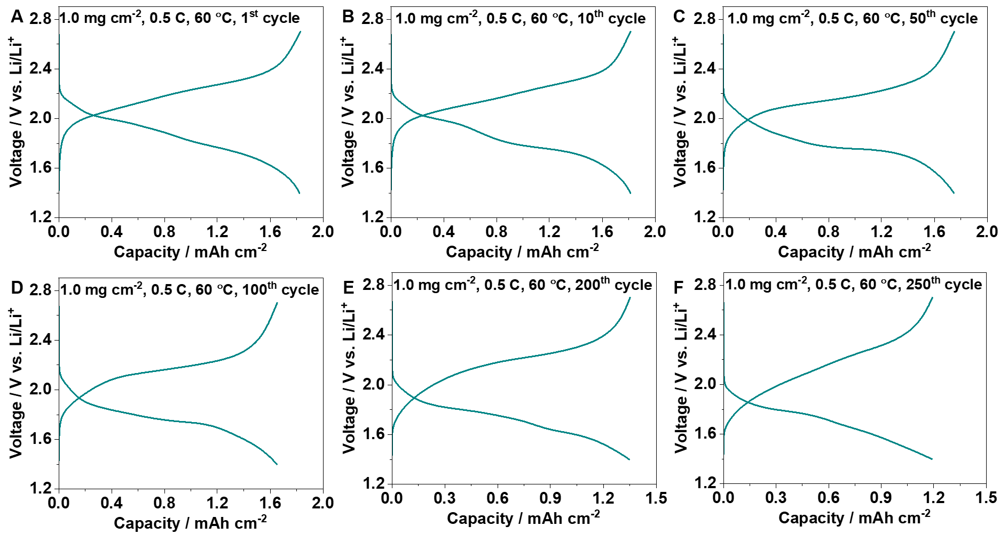 A
1.0 mg cm⁻², 0.5 C, 60 °C, 1ˢᵗ cycle
Voltage / V vs. Li/Li⁺
2.8
2.4
2.0
1.6
1.2
0.0 0.4 0.8 1.2 1.6 2.0
Capacity / mAh cm⁻²
B
1.0 mg cm⁻², 0.5 C, 60 °C, 10ᵗʰ cycle
Voltage / V vs. Li/Li⁺
2.8
2.4
2.0
1.6
1.2
0.0 0.4 0.8 1.2 1.6 2.0
Capacity / mAh cm⁻²
C
1.0 mg cm⁻², 0.5 C, 60 °C, 50ᵗʰ cycle
Voltage / V vs. Li/Li⁺
2.8
2.4
2.0
1.6
1.2
0.0 0.4 0.8 1.2 1.6 2.0
Capacity / mAh cm⁻²
D
1.0 mg cm⁻², 0.5 C, 60 °C, 100ᵗʰ cycle
Voltage / V vs. Li/Li⁺
2.8
2.4
2.0
1.6
1.2
0.0 0.4 0.8 1.2 1.6 2.0
Capacity / mAh cm⁻²
E
1.0 mg cm⁻², 0.5 C, 60 °C, 200ᵗʰ cycle
Voltage / V vs. Li/Li⁺
2.8
2.4
2.0
1.6
1.2
0.0 0.3 0.6 0.9 1.2 1.5
Capacity / mAh cm⁻²
F
1.0 mg cm⁻², 0.5 C, 60 °C, 250ᵗʰ cycle
Voltage / V vs. Li/Li⁺
2.8
2.4
2.0
1.6
1.2
0.0 0.3 0.6 0.9 1.2 1.5
Capacity / mAh cm⁻²